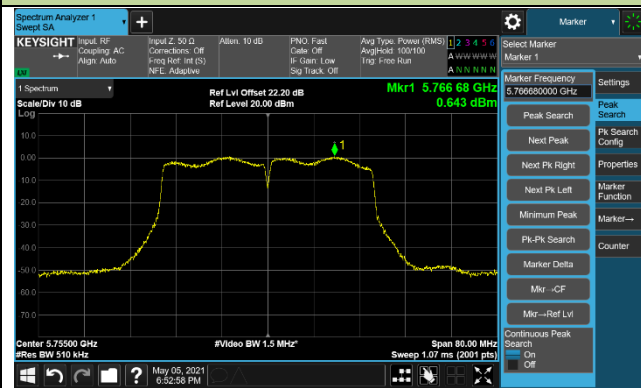 Spectrum Analyzer 1
Swept SA
+
Marker
KEYSIGHT
Input: RF
Coupling: AC
Align: Auto
Input Z: 50 Ω
Corrections: Off
Freq Ref: Int (S)
NFE: Adaptive
Atten: 10 dB
PNO: Fast
Gate: Off
IF Gain: Low
Sig Track: Off
Avg Type: Power (RMS)
Avg|Hold: 100/100
Trig: Free Run
1 2 3 4 5 6
A W W W W W
A N N N N N
LXI
Select Marker
Marker 1
1 Spectrum
Scale/Div 10 dB
Log
Ref Lvl Offset 22.20 dB
Ref Level 20.00 dBm
Mkr1 5.766 68 GHz
0.643 dBm
10.0
0.00
-10.0
-20.0
-30.0
-40.0
-50.0
-60.0
-70.0
1
Center 5.75500 GHz
#Res BW 510 kHz
#Video BW 1.5 MHz*
Span 80.00 MHz
Sweep 1.07 ms (2001 pts)
Marker Frequency
5.766680000 GHz
Peak Search
Next Peak
Next Pk Right
Next Pk Left
Minimum Peak
Pk-Pk Search
Marker Delta
Mkr→CF
Mkr→Ref Lvl
Continuous Peak
Search
On
Off
Settings
Peak
Search
Pk Search
Config
Properties
Marker
Function
Marker→
Counter
?
May 05, 2021
6:52:58 PM